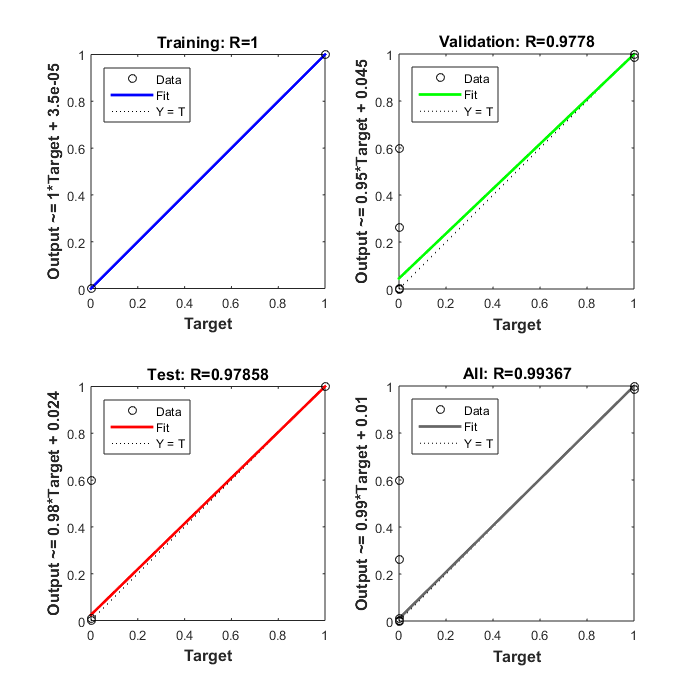 Training: R=1
Output ~= 1*Target + 3.5e-05
Data
Fit
Y = T
1
0.8
0.6
0.4
0.2
0
0 0.2 0.4 0.6 0.8 1
Target
Validation: R=0.9778
Output ~= 0.95*Target + 0.045
Data
Fit
Y = T
1
0.8
0.6
0.4
0.2
0
0 0.2 0.4 0.6 0.8 1
Target
Test: R=0.97858
Output ~= 0.98*Target + 0.024
Data
Fit
Y = T
1
0.8
0.6
0.4
0.2
0
0 0.2 0.4 0.6 0.8 1
Target
All: R=0.99367
Output ~= 0.99*Target + 0.01
Data
Fit
Y = T
1
0.8
0.6
0.4
0.2
0
0 0.2 0.4 0.6 0.8 1
Target